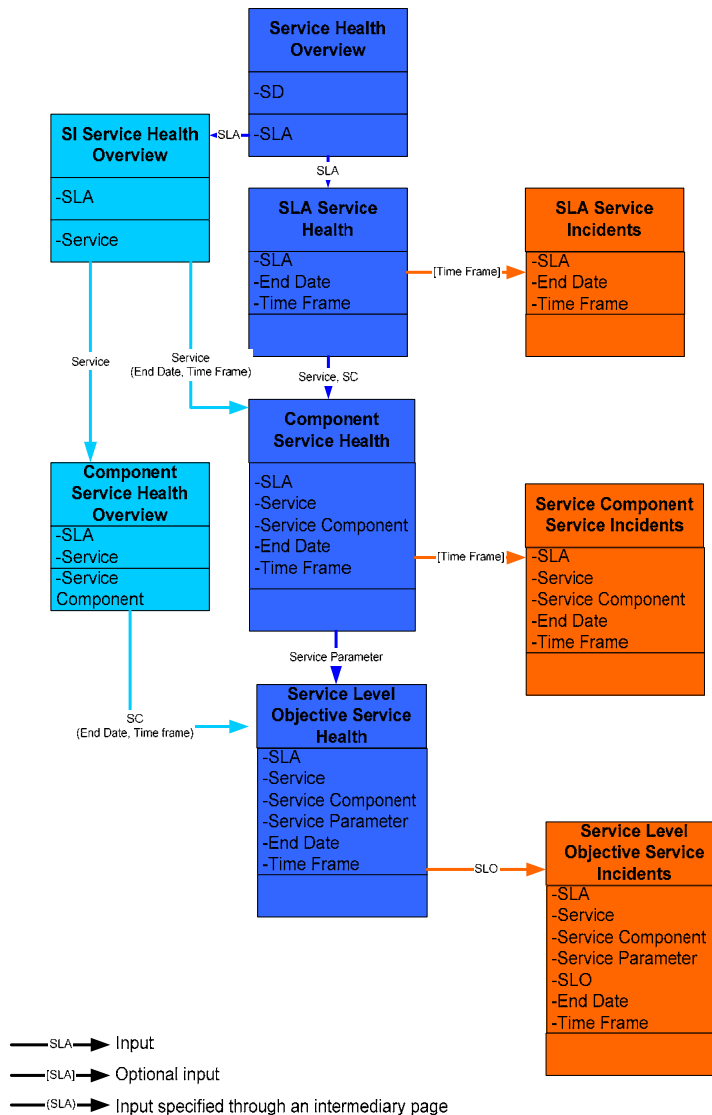 Service Health
Overview
-SD
-SLA
SLA
SLA
SI Service Health
Overview
-SLA
-Service
SLA Service
Health
-SLA
-End Date
-Time Frame
[Time Frame]
SLA Service
Incidents
-SLA
-End Date
-Time Frame
Service
Service
(End Date, Time Frame)
Service, SC
Component
Service Health
-SLA
-Service
-Service Component
-End Date
-Time Frame
[Time Frame]
Service Component
Service Incidents
-SLA
-Service
-Service Component
-End Date
-Time Frame
Component
Service Health
Overview
-SLA
-Service
-Service
Component
SC
(End Date, Time frame)
Service Parameter
Service Level
Objective Service
Health
-SLA
-Service
-Service Component
-Service Parameter
-End Date
-Time Frame
SLO
Service Level
Objective Service
Incidents
-SLA
-Service
-Service Component
-Service Parameter
-SLO
-End Date
-Time Frame
SLA Input
[SLA] Optional input
(SLA) Input specified through an intermediary page